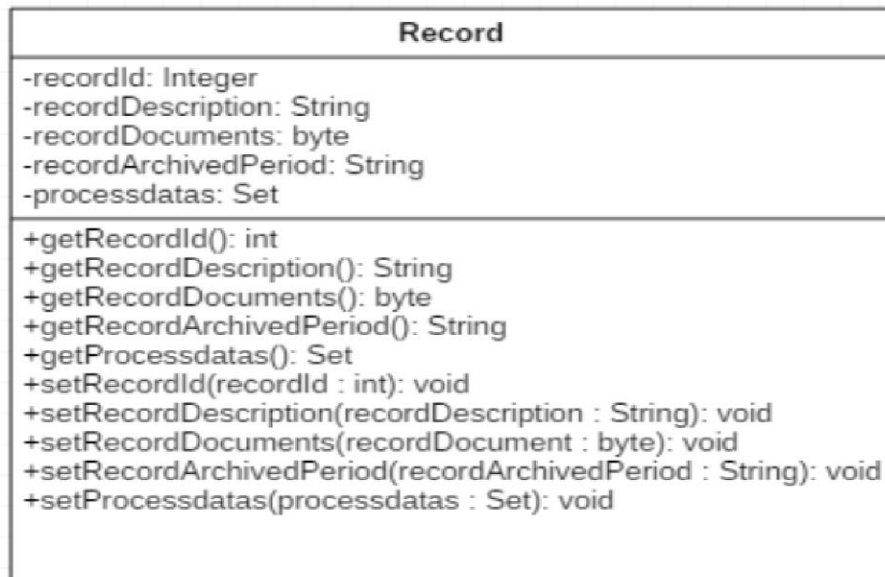 Record
-recordId: Integer
-recordDescription: String
-recordDocuments: byte
-recordArchivedPeriod: String
-processdatas: Set
+getRecordId(): int
+getRecordDescription(): String
+getRecordDocuments(): byte
+getRecordArchivedPeriod(): String
+getProcessdatas(): Set
+setRecordId(recordId : int): void
+setRecordDescription(recordDescription : String): void
+setRecordDocuments(recordDocument : byte): void
+setRecordArchivedPeriod(recordArchivedPeriod : String): void
+setProcessdatas(processdatas : Set): void